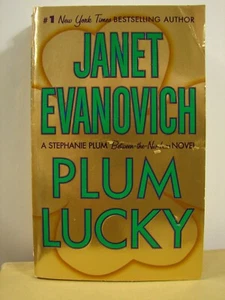 #1 New York Times BESTSELLING AUTHOR
JANET
EVANOVICH
A STEPHANIE PLUM Between-the-Numbers NOVEL
PLUM
LUCKY